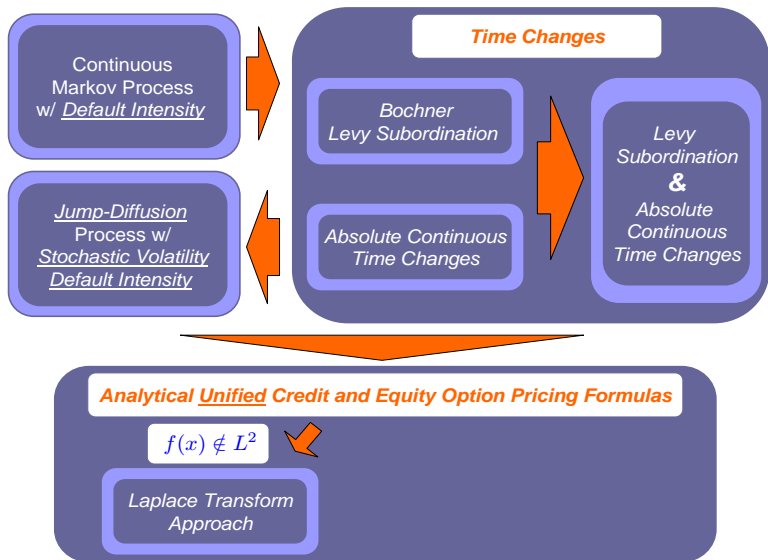 Continuous
Markov Process
w/ Default Intensity
Time Changes
Bochner
Levy Subordination
Levy
Subordination
&
Absolute
Continuous
Time Changes
Jump-Diffusion
Process w/
Stochastic Volatility
Default Intensity
Absolute Continuous
Time Changes
Analytical Unified Credit and Equity Option Pricing Formulas
f(x) ∉ L²
Laplace Transform
Approach